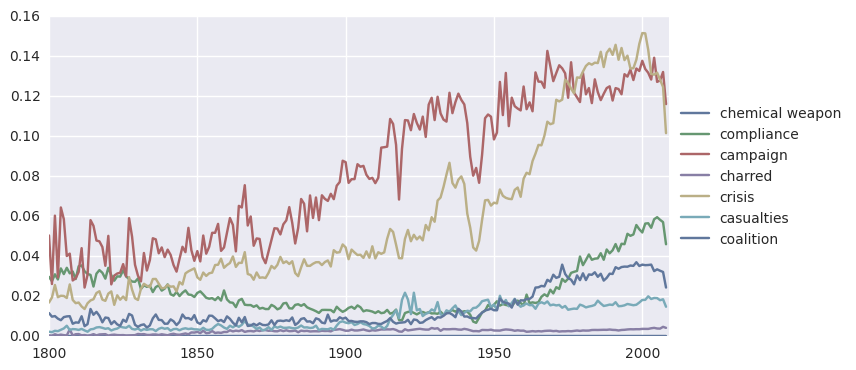 0.16
0.14
0.12
0.10
0.08
0.06
0.04
0.02
0.00
1800 1850 1900 1950 2000
chemical weapon
compliance
campaign
charred
crisis
casualties
coalition